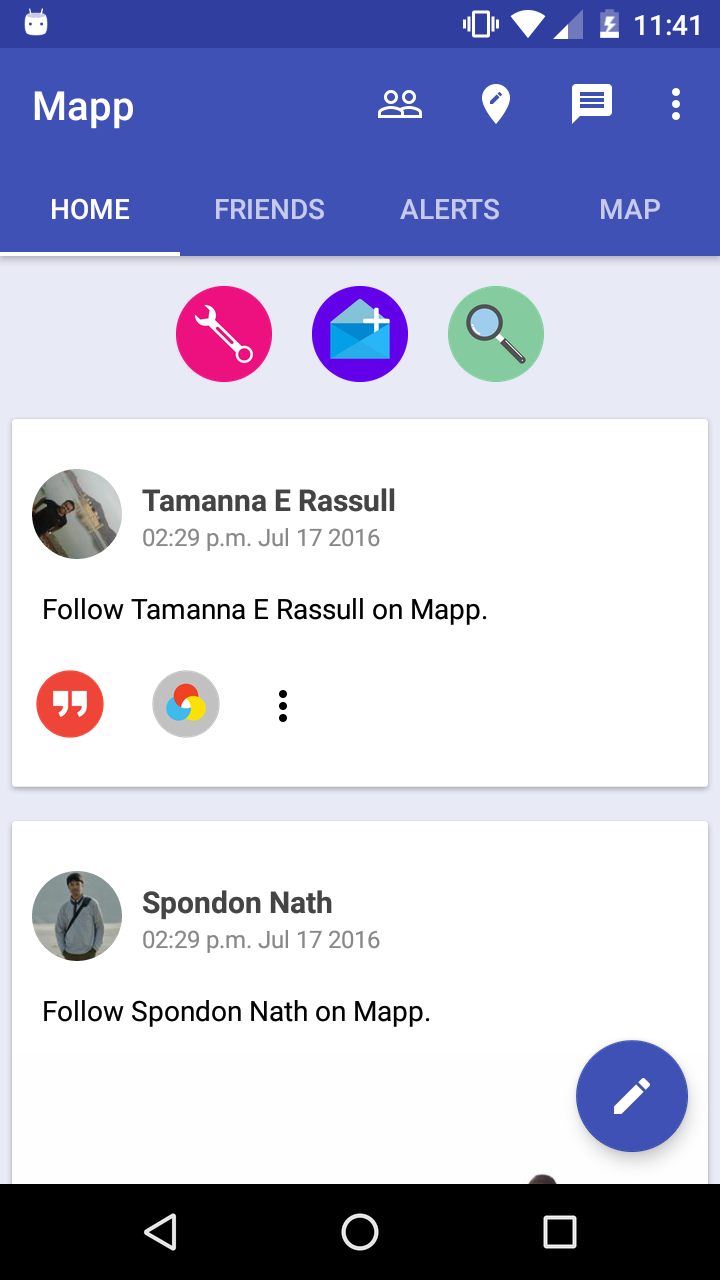 11:41
Mapp
HOME FRIENDS ALERTS MAP
Tamanna E Rassull
02:29 p.m. Jul 17 2016
Follow Tamanna E Rassull on Mapp.
Spondon Nath
02:29 p.m. Jul 17 2016
Follow Spondon Nath on Mapp.